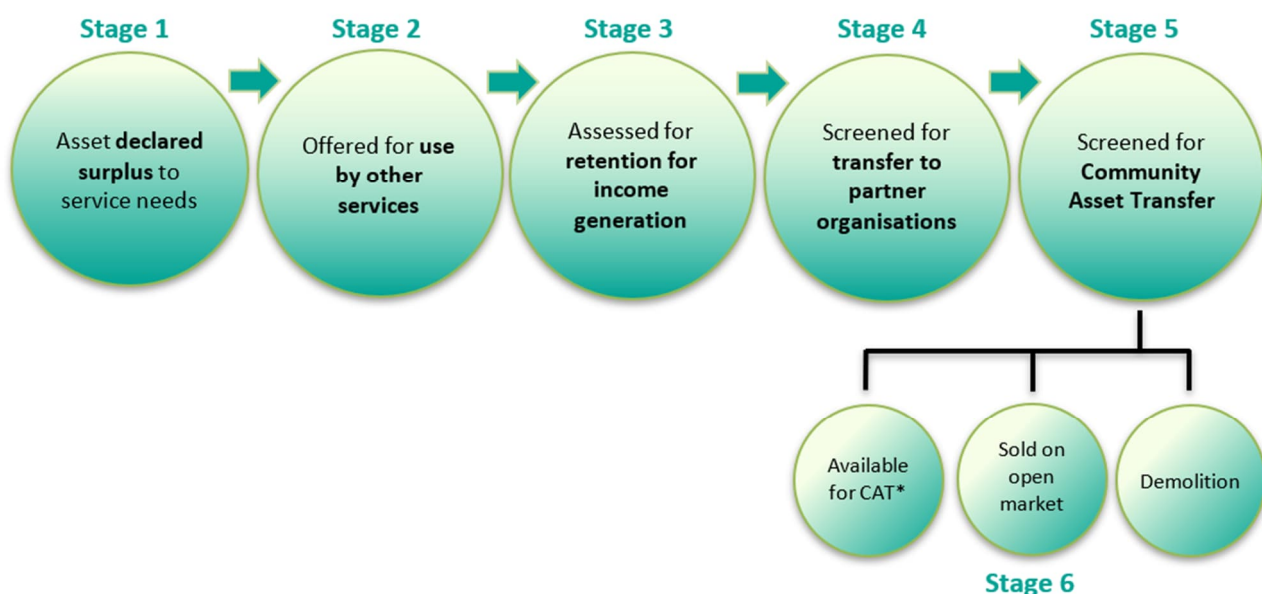 Stage 1
Stage 2
Stage 3
Stage 4
Stage 5
Asset declared
surplus to
service needs
Offered for use
by other
services
Assessed for
retention for
income
generation
Screened for
transfer to
partner
organisations
Screened for
Community
Asset Transfer
Available
for CAT*
Sold on
open
market
Demolition
Stage 6